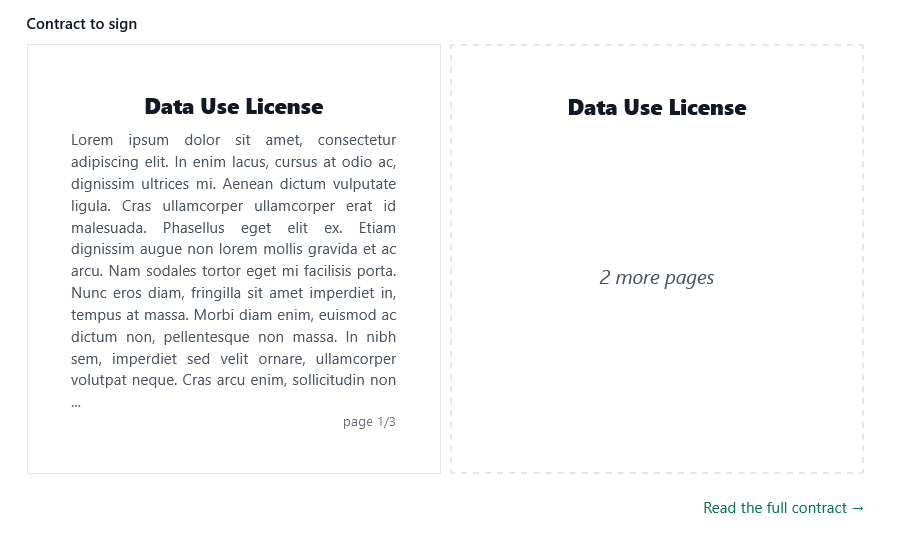 Contract to sign
Data Use License
Lorem ipsum dolor sit amet, consectetur
adipiscing elit. In enim lacus, cursus at odio ac,
dignissim ultrices mi. Aenean dictum vulputate
ligula. Cras ullamcorper ullamcorper erat id
malesuada. Phasellus eget elit ex. Etiam
dignissim augue non lorem mollis gravida et ac
arcu. Nam sodales tortor eget mi facilisis porta.
Nunc eros diam, fringilla sit amet imperdiet in,
tempus at massa. Morbi diam enim, euismod ac
dictum non, pellentesque non massa. In nibh
sem, imperdiet sed velit ornare, ullamcorper
volutpat neque. Cras arcu enim, sollicitudin non
...
page 1/3
Data Use License
2 more pages
Read the full contract →